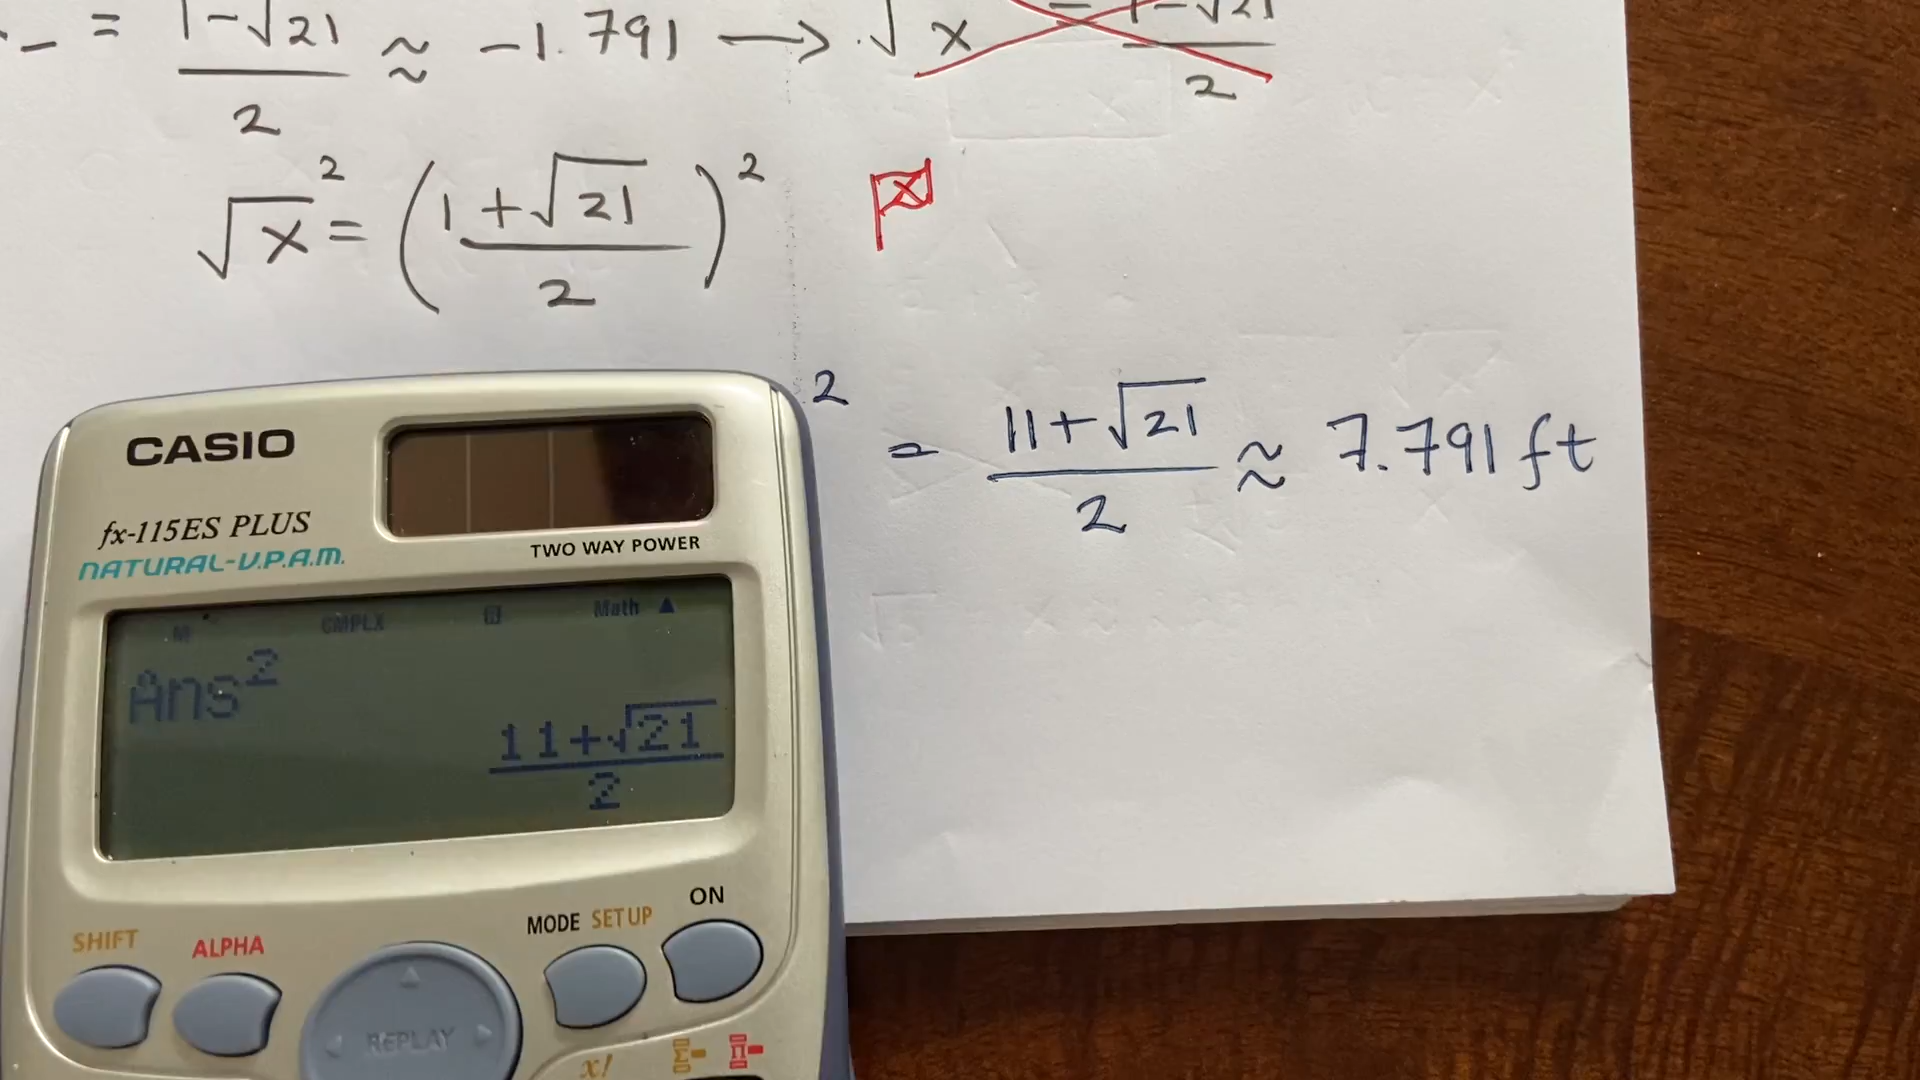 - = 1-√21/2 ≈ -1.791 → √x = 1-√21/2
√x² = (1+√21/2)²
x
² = 11+√21/2 ≈ 7.791 ft
CASIO
fx-115ES PLUS
NATURAL-V.P.A.M.
TWO WAY POWER
M CMPLX Math ▲
Ans²
11+√21/2
ON
MODE SETUP
SHIFT ALPHA
REPLAY
x! Σ Π